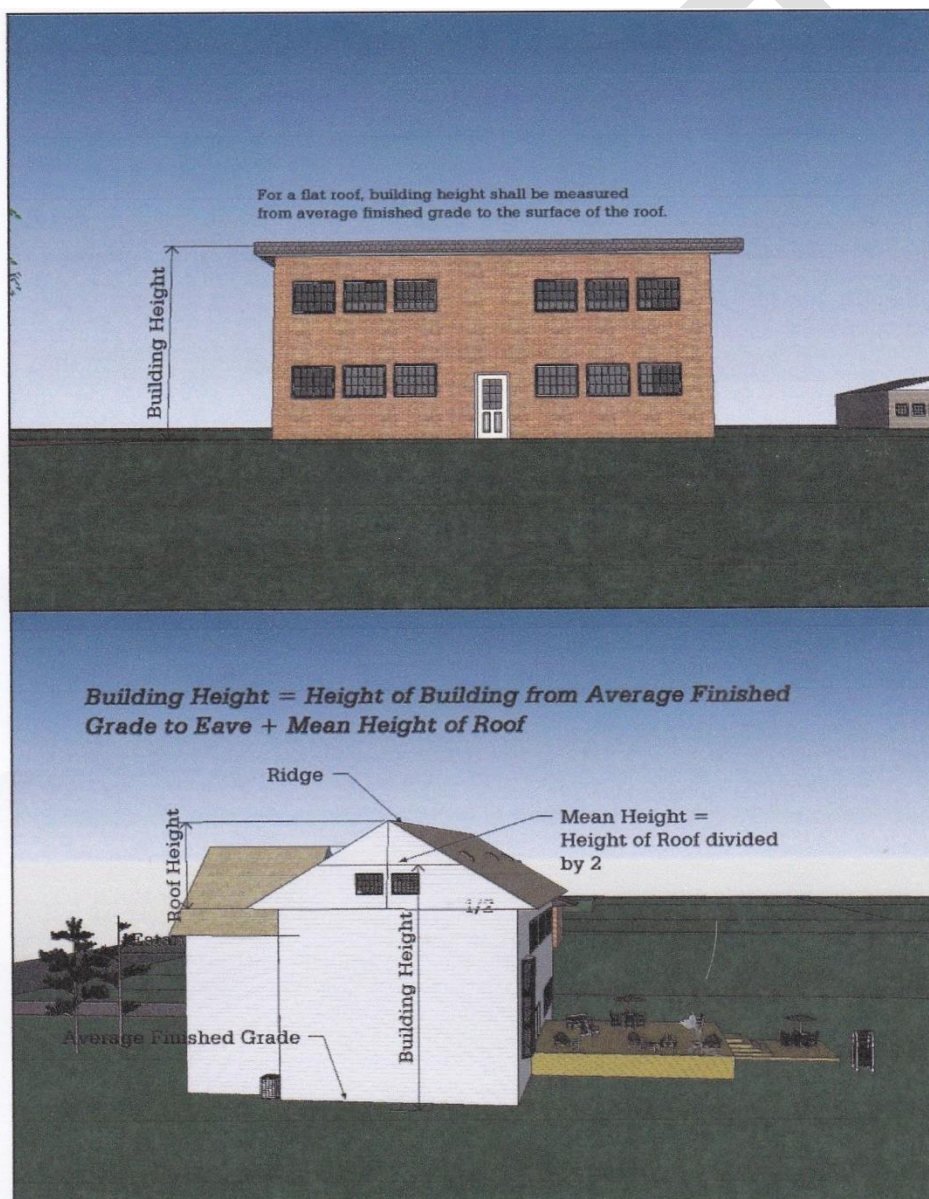 For a flat roof, building height shall be measured
from average finished grade to the surface of the roof.
Building Height
Building Height = Height of Building from Average Finished
Grade to Eave + Mean Height of Roof
Ridge
Mean Height =
Height of Roof divided
by 2
Roof Height
1/2
Building Height
Average Finished Grade